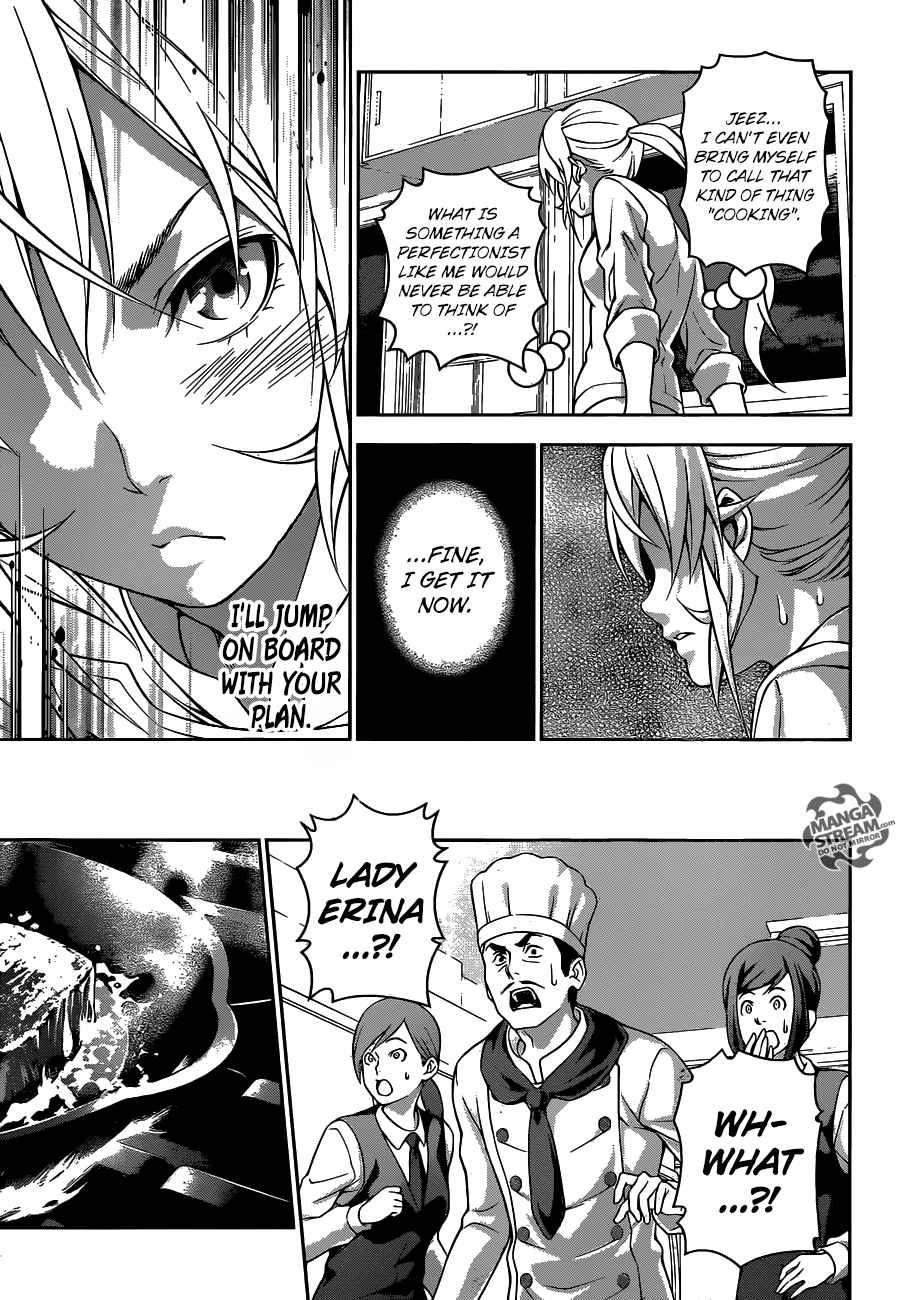 JEEZ...
I CAN'T EVEN
BRING MYSELF
TO CALL THAT
KIND OF THING
"COOKING".
WHAT IS
SOMETHING A
PERFECTIONIST
LIKE ME WOULD
NEVER BE ABLE
TO THINK OF
...?!
...FINE,
I GET IT
NOW.
I'LL JUMP
ON BOARD
WITH YOUR
PLAN.
MANGA
STREAM.com
DO NOT MIRROR
WH-
WHAT
...?!
LADY
ERINA
...?!